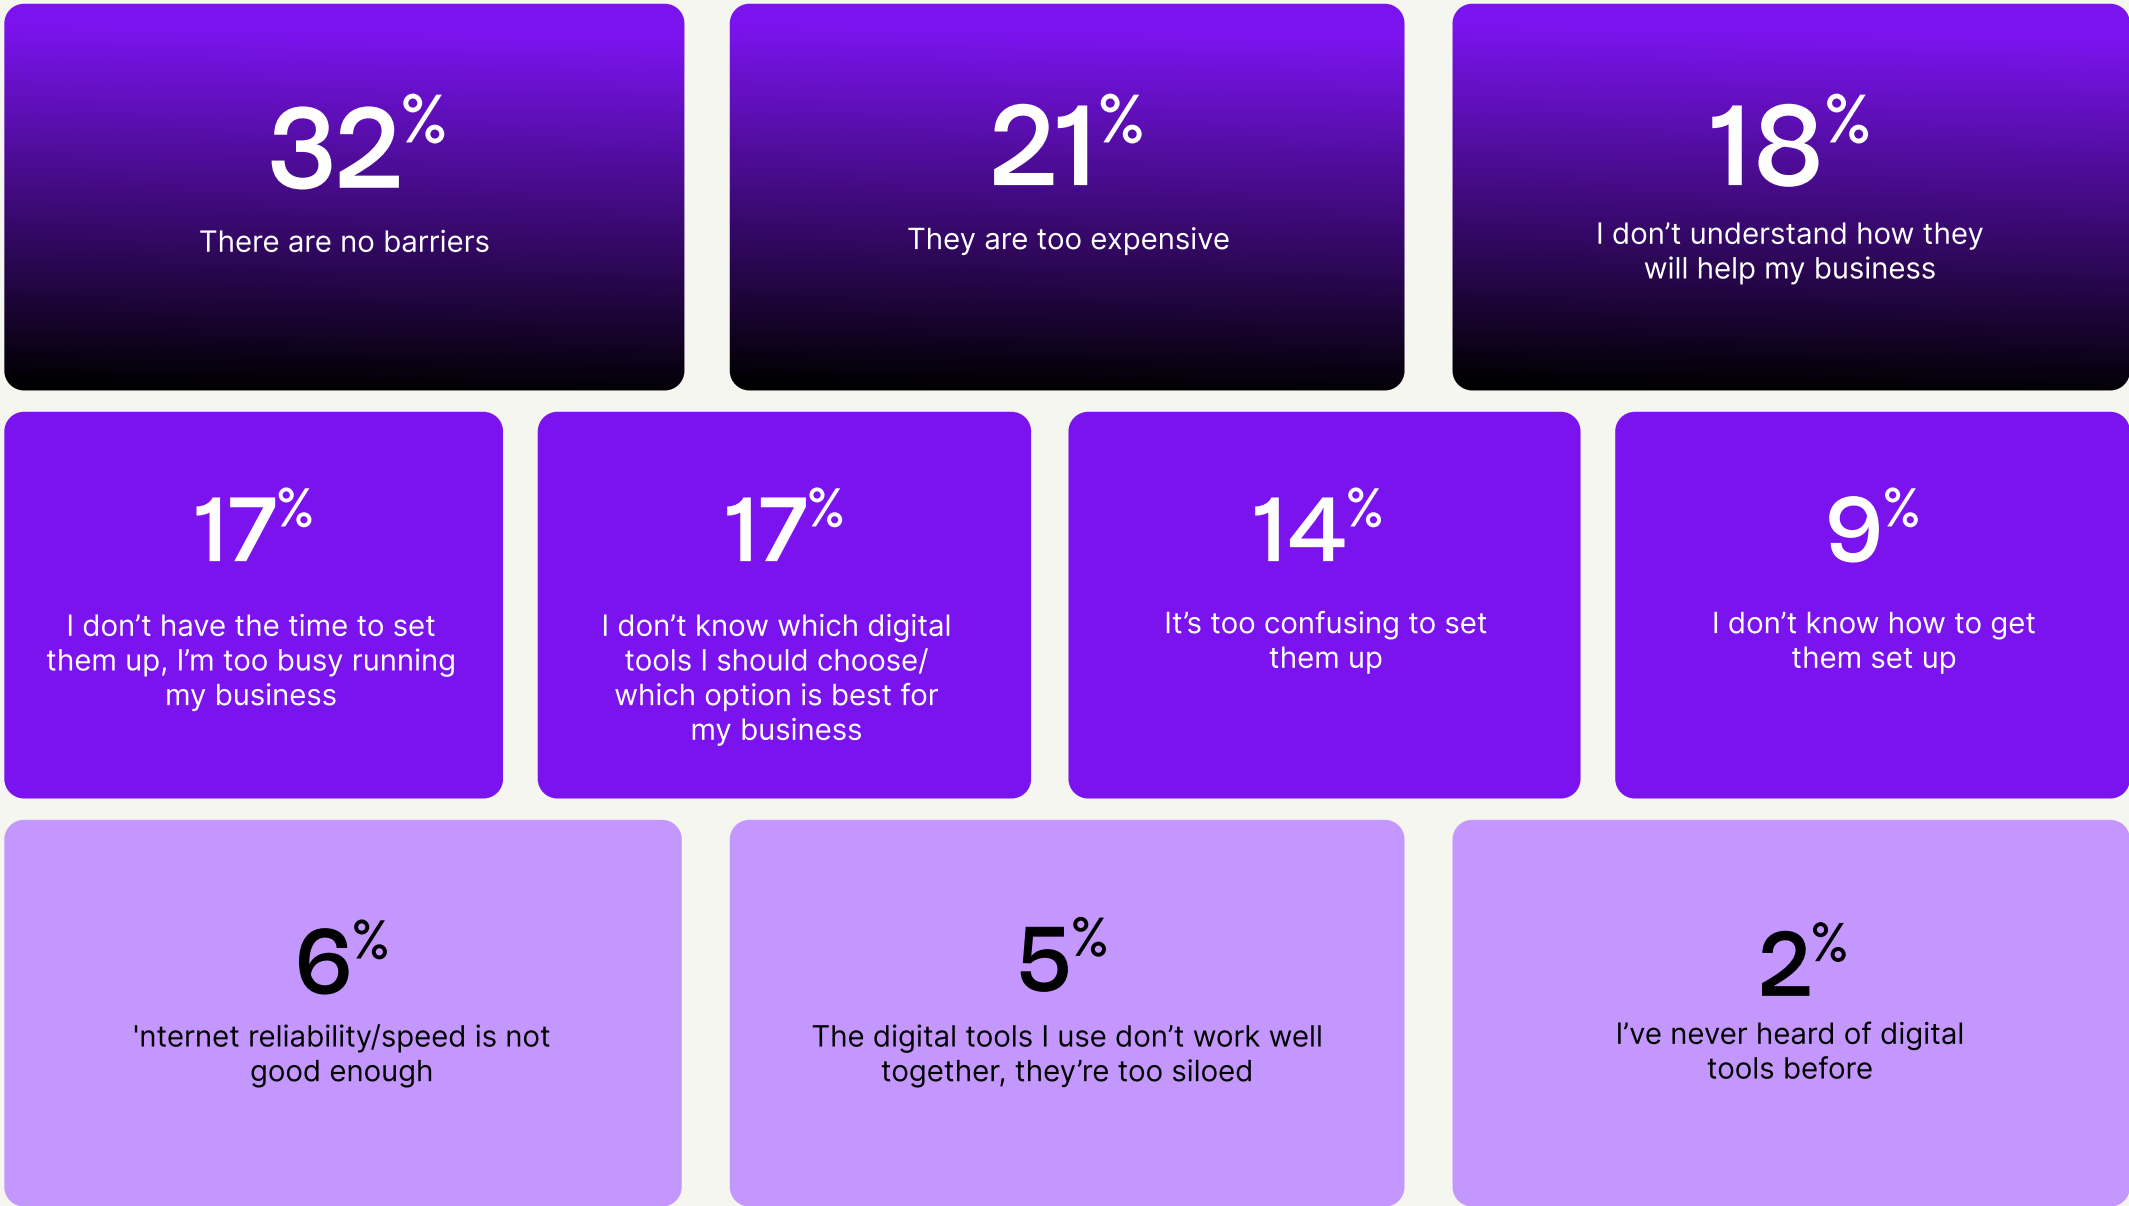 32%
There are no barriers
21%
They are too expensive
18%
I don’t understand how they
will help my business
17%
I don’t have the time to set
them up, I’m too busy running
my business
17%
I don’t know which digital
tools I should choose/
which option is best for
my business
14%
It’s too confusing to set
them up
9%
I don’t know how to get
them set up
6%
'nternet reliability/speed is not
good enough
5%
The digital tools I use don’t work well
together, they’re too siloed
2%
I’ve never heard of digital
tools before